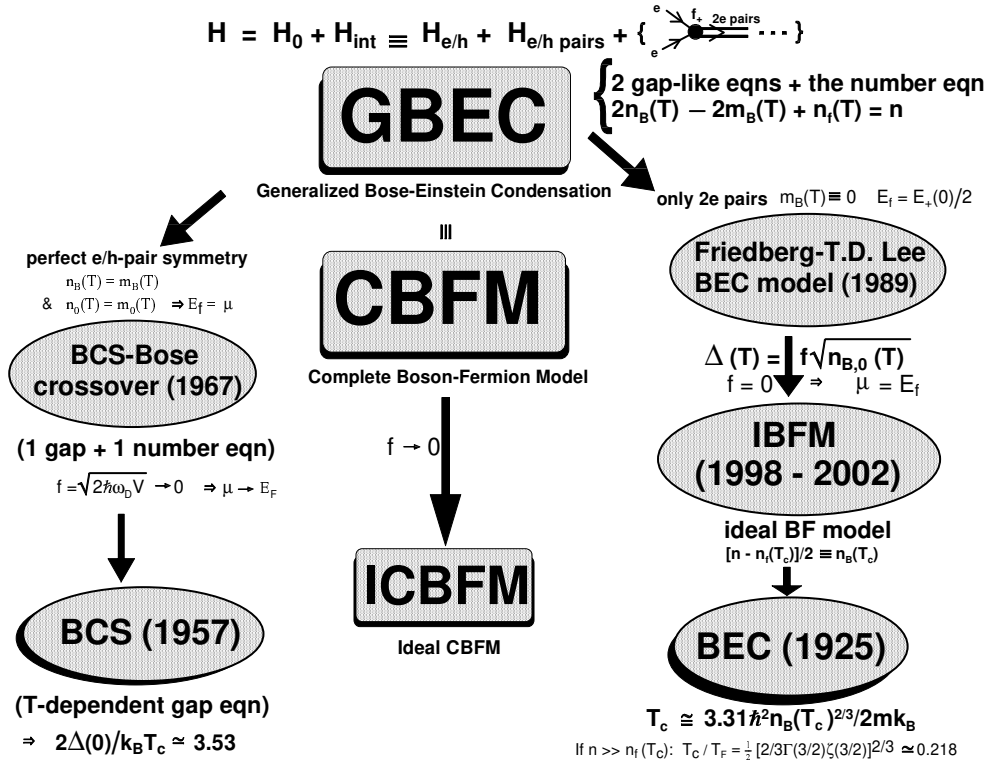 H = H₀ + H_int ≡ H_e/h + H_e/h pairs + { e e f₊ 2e pairs ··· }
2 gap-like eqns + the number eqn
2n_B(T) − 2m_B(T) + n_f(T) = n
GBEC
Generalized Bose-Einstein Condensation
only 2e pairs m_B(T) ≡ 0 E_f = E₊(0)/2
Friedberg-T.D. Lee
BEC model (1989)
≡
perfect e/h-pair symmetry
n_B(T) = m_B(T)
& n₀(T) = m₀(T) ⇒ E_f = μ
CBFM
Complete Boson-Fermion Model
BCS-Bose
crossover (1967)
Δ (T) = f√n_B,0 (T)
f = 0 ⇒ μ = E_f
(1 gap + 1 number eqn)
f = √2ħω_D V → 0 ⇒ μ → E_F
f → 0
IBFM
(1998 - 2002)
ideal BF model
[n - n_f(T_c)]/2 ≡ n_B(T_c)
ICBFM
Ideal CBFM
BCS (1957)
BEC (1925)
(T-dependent gap eqn)
⇒ 2Δ(0)/k_B T_c ≃ 3.53
T_c ≅ 3.31ħ²n_B(T_c)^2/3/2mk_B
If n >> n_f (T_c): T_c / T_F = ½ [2/3Γ(3/2)ζ(3/2)]^2/3 ≃ 0.218